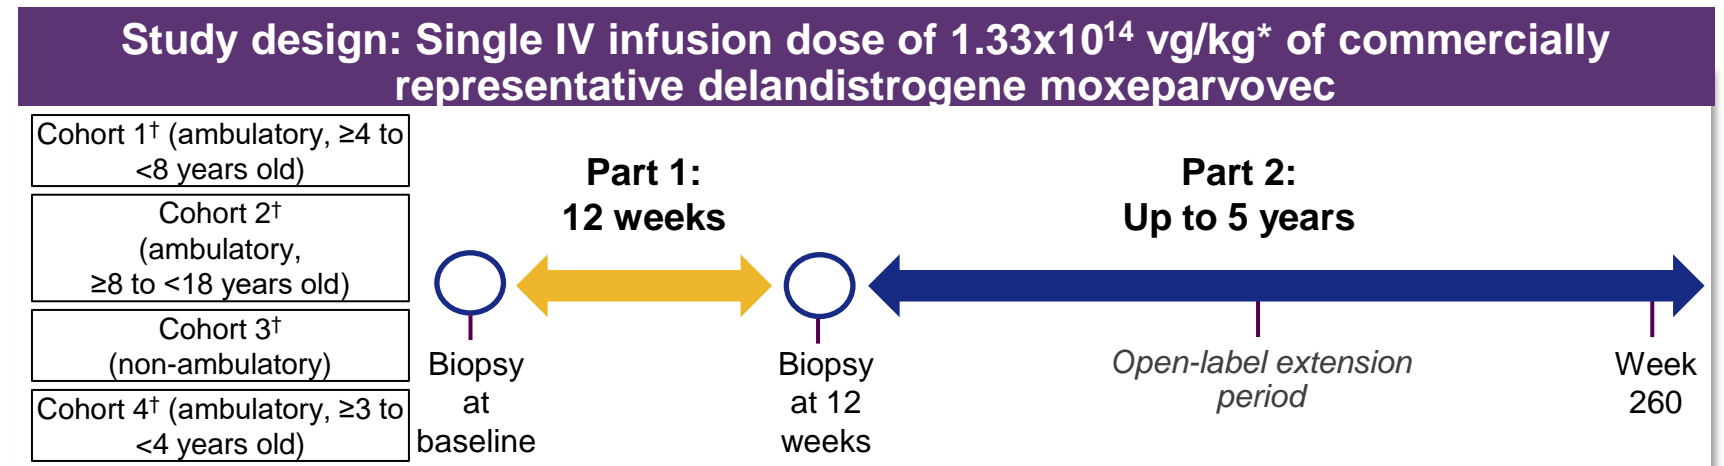 Study design: Single IV infusion dose of 1.33x10¹⁴ vg/kg* of commercially
representative delandistrogene moxeparvovec
Cohort 1† (ambulatory, ≥4 to
<8 years old)
Cohort 2†
(ambulatory,
≥8 to <18 years old)
Cohort 3†
(non-ambulatory)
Cohort 4† (ambulatory, ≥3 to
<4 years old)
Part 1:
12 weeks
Part 2:
Up to 5 years
Biopsy
at
baseline
Biopsy
at 12
weeks
Open-label extension
period
Week
260